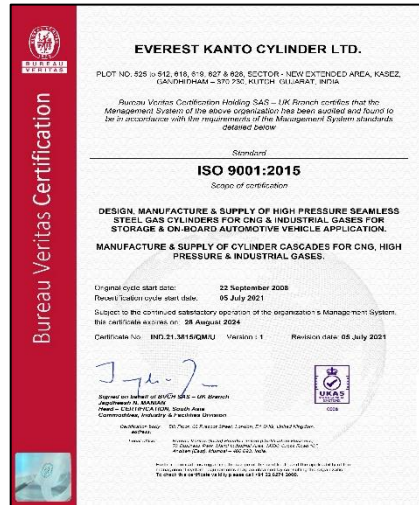 BUREAU
VERITAS
Bureau Veritas Certification
EVEREST KANTO CYLINDER LTD.
PLOT NO. 525 to 542, 618, 619, 627 & 628, SECTOR - NEW EXTENDED AREA, KASEZ,
GANDHIDHAM – 370 230, KUTCH, GUJARAT, INDIA
Bureau Veritas Certification Holding SAS – UK Branch certifies that the
Management System of the above organization has been audited and found to
be in accordance with the requirements of the Management System standards
detailed below
Standard
ISO 9001:2015
Scope of certification
DESIGN, MANUFACTURE & SUPPLY OF HIGH PRESSURE SEAMLESS
STEEL GAS CYLINDERS FOR CNG & INDUSTRIAL GASES FOR
STORAGE & ON-BOARD AUTOMOTIVE VEHICLE APPLICATION.
MANUFACTURE & SUPPLY OF CYLINDER CASCADES FOR CNG, HIGH
PRESSURE & INDUSTRIAL GASES.
Original cycle start date: 22 September 2008
Recertification cycle start date: 05 July 2021
Subject to the continued satisfactory operation of the organization's Management System,
this certificate expires on: 28 August 2024
Certificate No. IND.21.3815/QM/U Version : 1 Revision date: 05 July 2021
Signed on behalf of BVCH SAS – UK Branch
Jagdheesh N. MANIAN
Head – CERTIFICATION, South Asia
Commodities, Industry & Facilities Division
UKAS
Certification body
address: